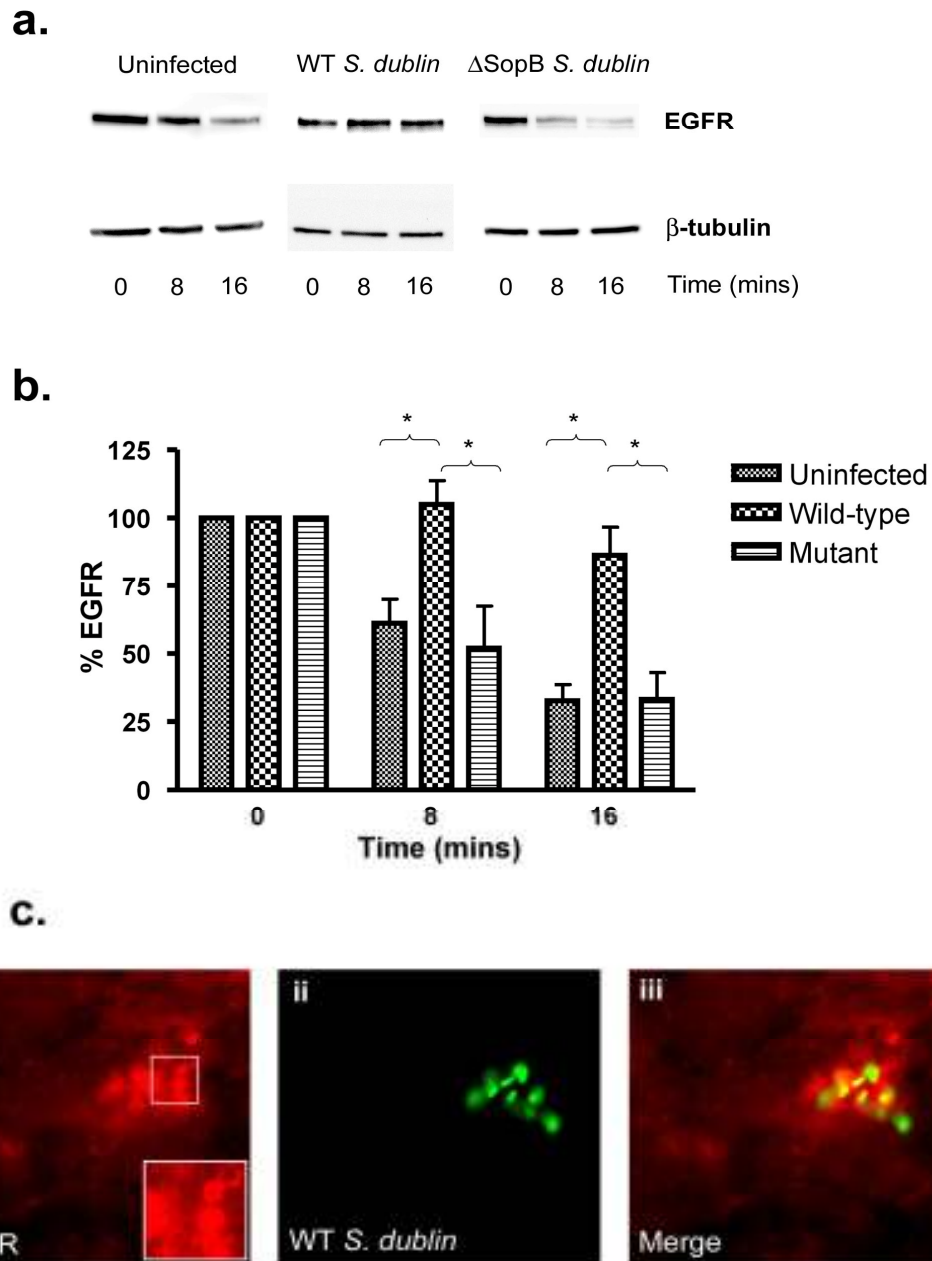 a.
Uninfected WT S. dublin ΔSopB S. dublin
EGFR
β-tubulin
0 8 16 0 8 16 0 8 16 Time (mins)
b.
* *
* *
125
100
75
50
25
0
% EGFR
0 8 16
Time (mins)
Uninfected
Wild-type
Mutant
c.
ii iii
R WT S. dublin Merge